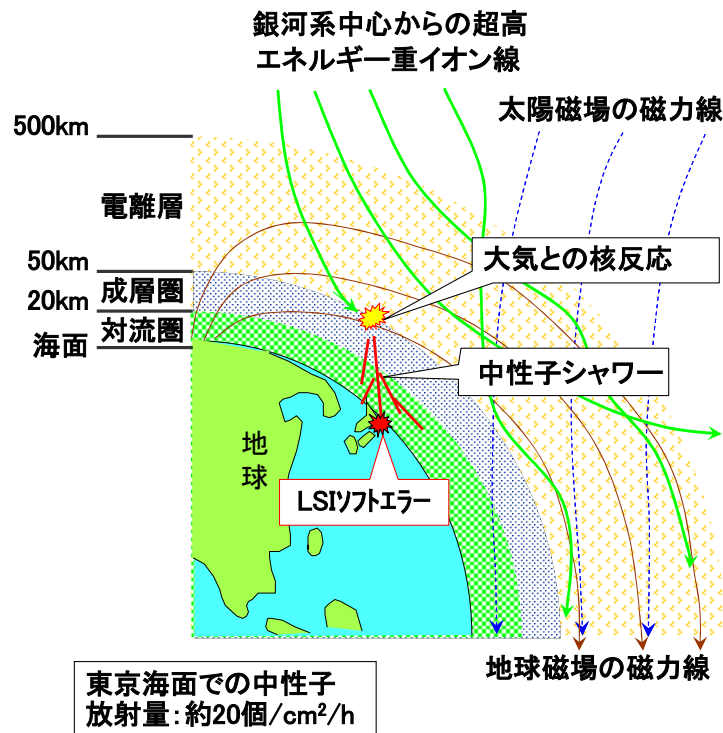 銀河系中心からの超高
エネルギー重イオン線
太陽磁場の磁力線
500km
電離層
50km
大気との核反応
成層圏
20km
対流圏
海面
中性子シャワー
地
球
LSIソフトエラー
地球磁場の磁力線
東京海面での中性子
放射量:約20個/cm²/h